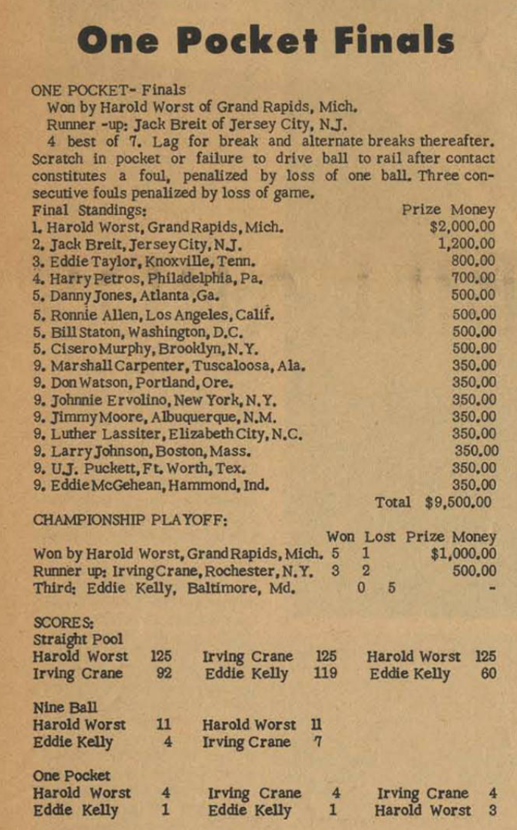 One Pocket Finals
ONE POCKET- Finals
Won by Harold Worst of Grand Rapids, Mich.
Runner -up: Jack Breit of Jersey City, N.J.
4 best of 7. Lag for break and alternate breaks thereafter.
Scratch in pocket or failure to drive ball to rail after contact
constitutes a foul, penalized by loss of one ball. Three con-
secutive fouls penalized by loss of game.
Final Standings: Prize Money
1. Harold Worst, Grand Rapids, Mich. $2,000.00
2. Jack Breit, Jersey City, N.J. 1,200.00
3. Eddie Taylor, Knoxville, Tenn. 800.00
4. Harry Petros, Philadelphia, Pa. 700.00
5. Danny Jones, Atlanta ,Ga. 500.00
5. Ronnie Allen, Los Angeles, Calif. 500.00
5. Bill Staton, Washington, D.C. 500.00
5. Cisero Murphy, Brooklyn, N.Y. 500.00
9. Marshall Carpenter, Tuscaloosa, Ala. 350.00
9. Don Watson, Portland, Ore. 350.00
9. Johnnie Ervolino, New York, N.Y. 350.00
9. Jimmy Moore, Albuquerque, N.M. 350.00
9. Luther Lassiter, Elizabeth City, N.C. 350.00
9. Larry Johnson, Boston, Mass. 350.00
9. U.J. Puckett, Ft. Worth, Tex. 350.00
9. Eddie McGehean, Hammond, Ind. 350.00
Total $9,500.00
CHAMPIONSHIP PLAYOFF:
Won Lost Prize Money
Won by Harold Worst, Grand Rapids, Mich. 5 1 $1,000.00
Runner up: Irving Crane, Rochester, N.Y. 3 2 500.00
Third: Eddie Kelly, Baltimore, Md. 0 5 -
SCORES:
Straight Pool
Harold Worst 125 Irving Crane 125 Harold Worst 125
Irving Crane 92 Eddie Kelly 119 Eddie Kelly 60
Nine Ball
Harold Worst 11 Harold Worst 11
Eddie Kelly 4 Irving Crane 7
One Pocket
Harold Worst 4 Irving Crane 4 Irving Crane 4
Eddie Kelly 1 Eddie Kelly 1 Harold Worst 3